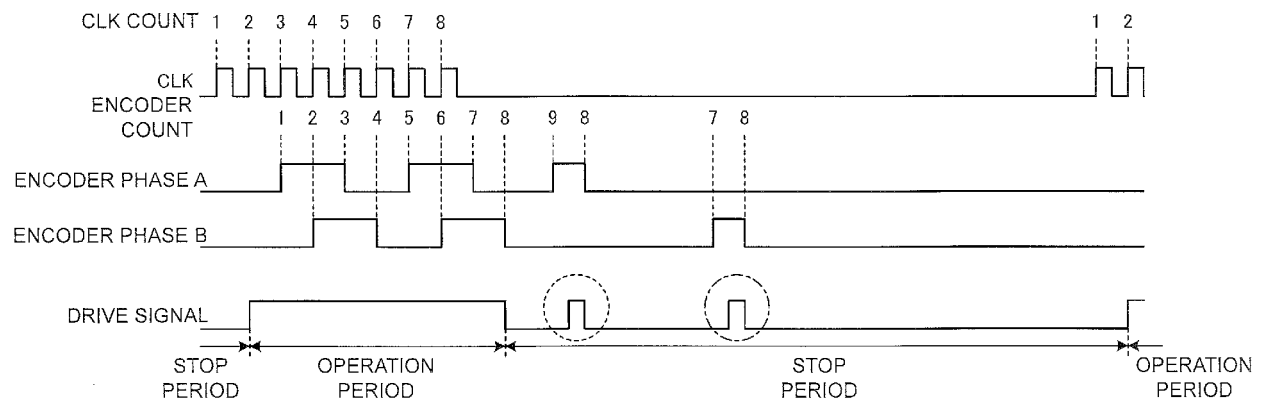 CLK COUNT 1 2 3 4 5 6 7 8 1 2
CLK
ENCODER
COUNT 1 2 3 4 5 6 7 8 9 8 7 8
ENCODER PHASE A
ENCODER PHASE B
DRIVE SIGNAL
STOP
PERIOD
OPERATION
PERIOD
STOP
PERIOD
OPERATION
PERIOD